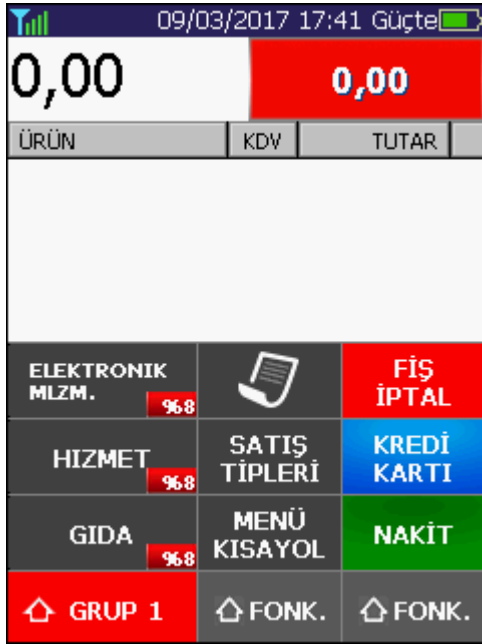 09/03/2017 17:41 Güçte
0,00
0,00
ÜRÜN KDV TUTAR
ELEKTRONIK
MLZM.
%8
FİŞ
İPTAL
HIZMET
%8
SATIŞ
TİPLERİ
KREDİ
KARTI
GIDA
%8
MENÜ
KISAYOL
NAKİT
GRUP 1
FONK.
FONK.